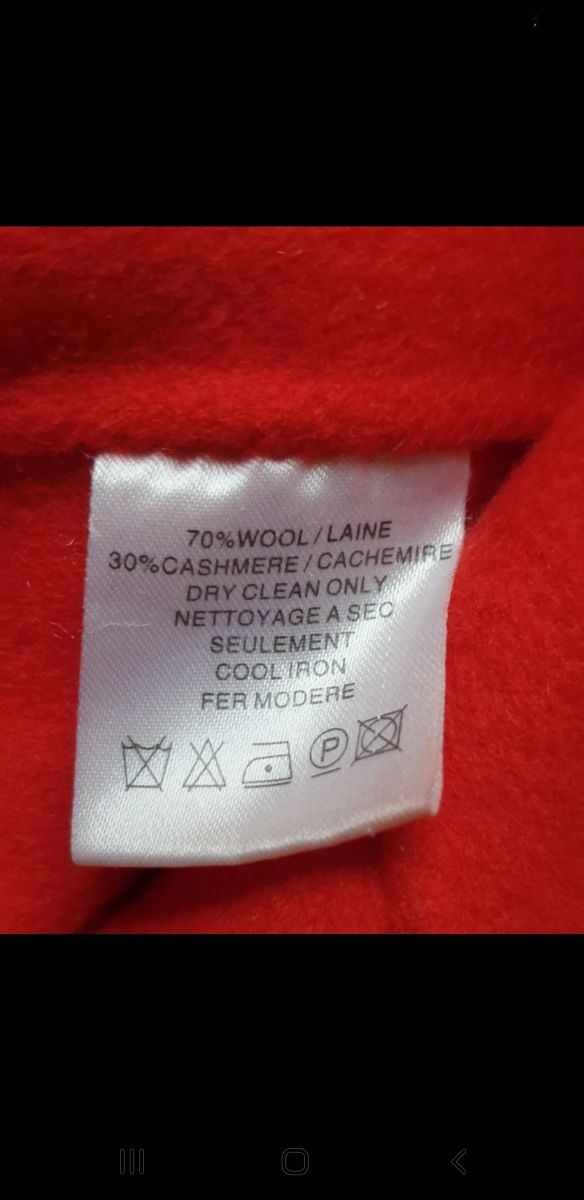 70%WOOL/LAINE
30%CASHMERE/CACHEMIRE
DRY CLEAN ONLY
NETTOYAGE A SEC
SEULEMENT
COOL IRON
FER MODERE
P